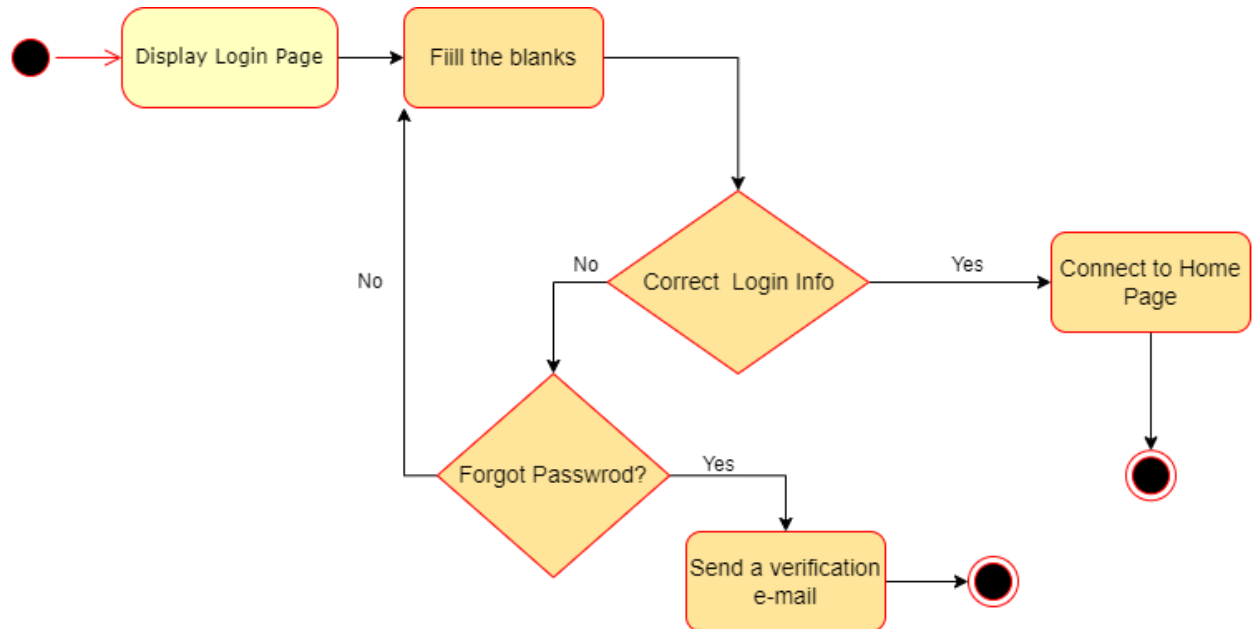 Display Login Page
Fiill the blanks
No
No
Correct  Login Info
Yes
Connect to Home
Page
Forgot Passwrod?
Yes
Send a verification
e-mail